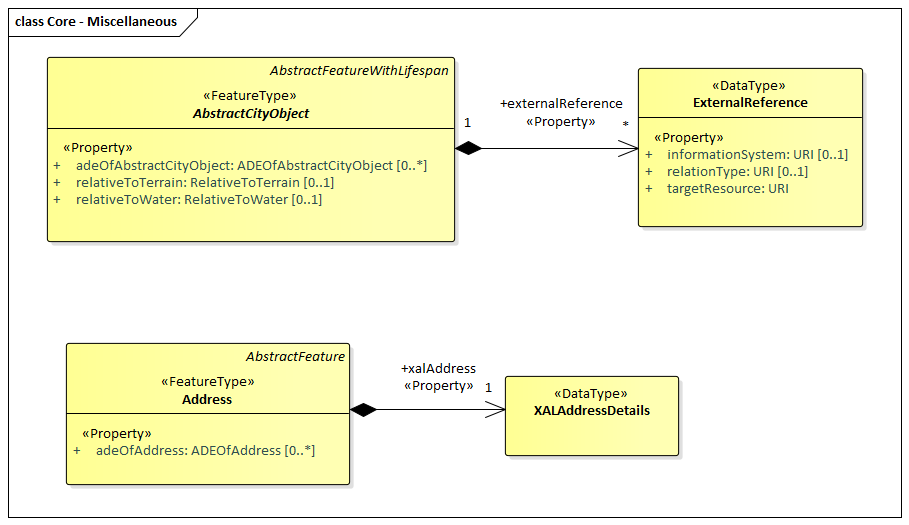 class Core - Miscellaneous
AbstractFeatureWithLifespan
«FeatureType»
AbstractCityObject
«Property»
+ adeOfAbstractCityObject: ADEOfAbstractCityObject [0..*]
+ relativeToTerrain: RelativeToTerrain [0..1]
+ relativeToWater: RelativeToWater [0..1]
1
+externalReference
«Property»
*
«DataType»
ExternalReference
«Property»
+ informationSystem: URI [0..1]
+ relationType: URI [0..1]
+ targetResource: URI
AbstractFeature
«FeatureType»
Address
«Property»
+ adeOfAddress: ADEOfAddress [0..*]
+xalAddress
«Property»
1
«DataType»
XALAddressDetails